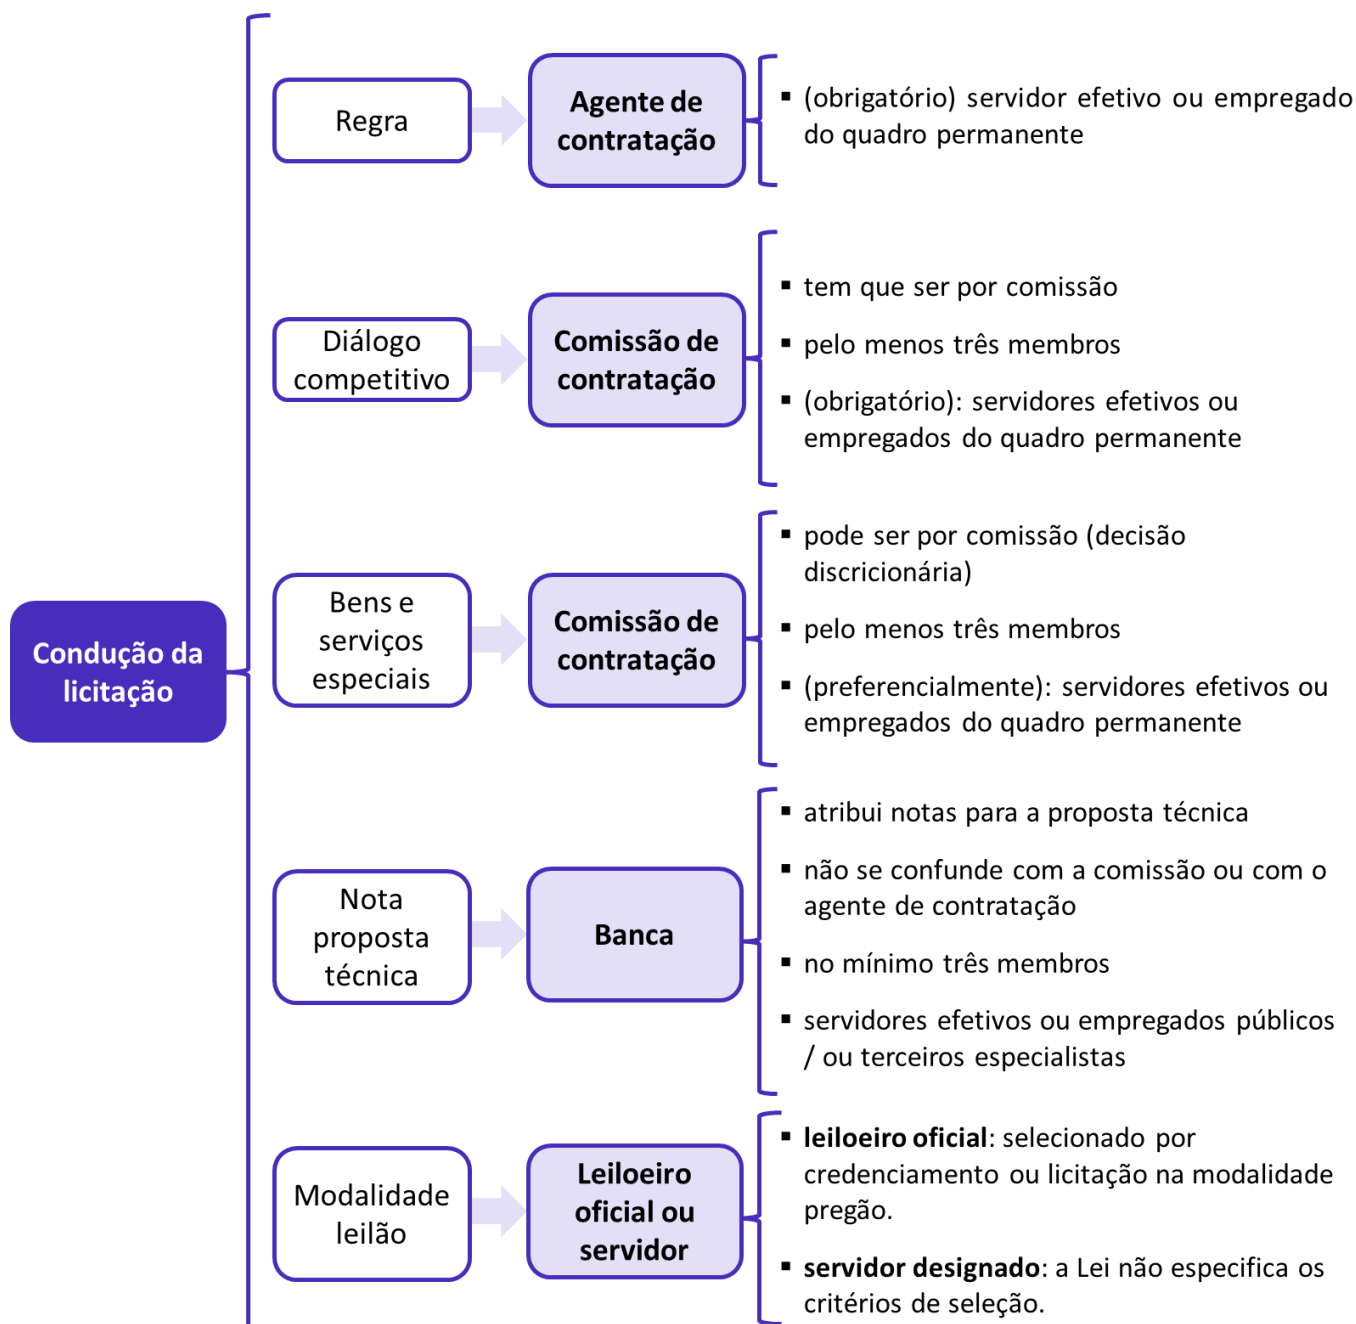 Condução da
licitação
Regra
Agente de
contratação
▪ (obrigatório) servidor efetivo ou empregado
do quadro permanente
Diálogo
competitivo
Comissão de
contratação
▪ tem que ser por comissão
▪ pelo menos três membros
▪ (obrigatório): servidores efetivos ou
empregados do quadro permanente
Bens e
serviços
especiais
Comissão de
contratação
▪ pode ser por comissão (decisão
discricionária)
▪ pelo menos três membros
▪ (preferencialmente): servidores efetivos ou
empregados do quadro permanente
Nota
proposta
técnica
Banca
▪ atribui notas para a proposta técnica
▪ não se confunde com a comissão ou com o
agente de contratação
▪ no mínimo três membros
▪ servidores efetivos ou empregados públicos
/ ou terceiros especialistas
Modalidade
leilão
Leiloeiro
oficial ou
servidor
▪ leiloeiro oficial: selecionado por
credenciamento ou licitação na modalidade
pregão.
▪ servidor designado: a Lei não especifica os
critérios de seleção.